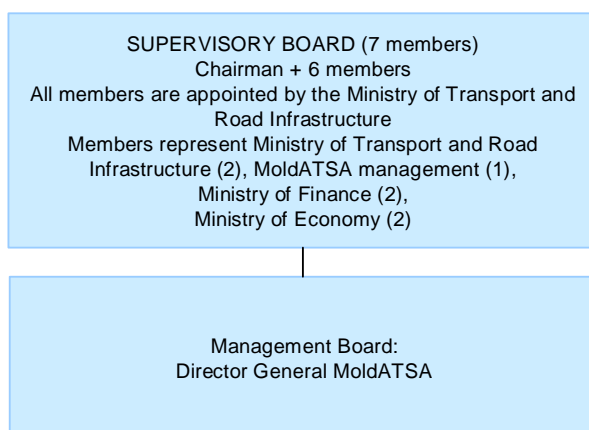 SUPERVISORY BOARD (7 members)
Chairman + 6 members
All members are appointed by the Ministry of Transport and
Road Infrastructure
Members represent Ministry of Transport and Road
Infrastructure (2), MoldATSA management (1),
Ministry of Finance (2),
Ministry of Economy (2)
Management Board:
Director General MoldATSA